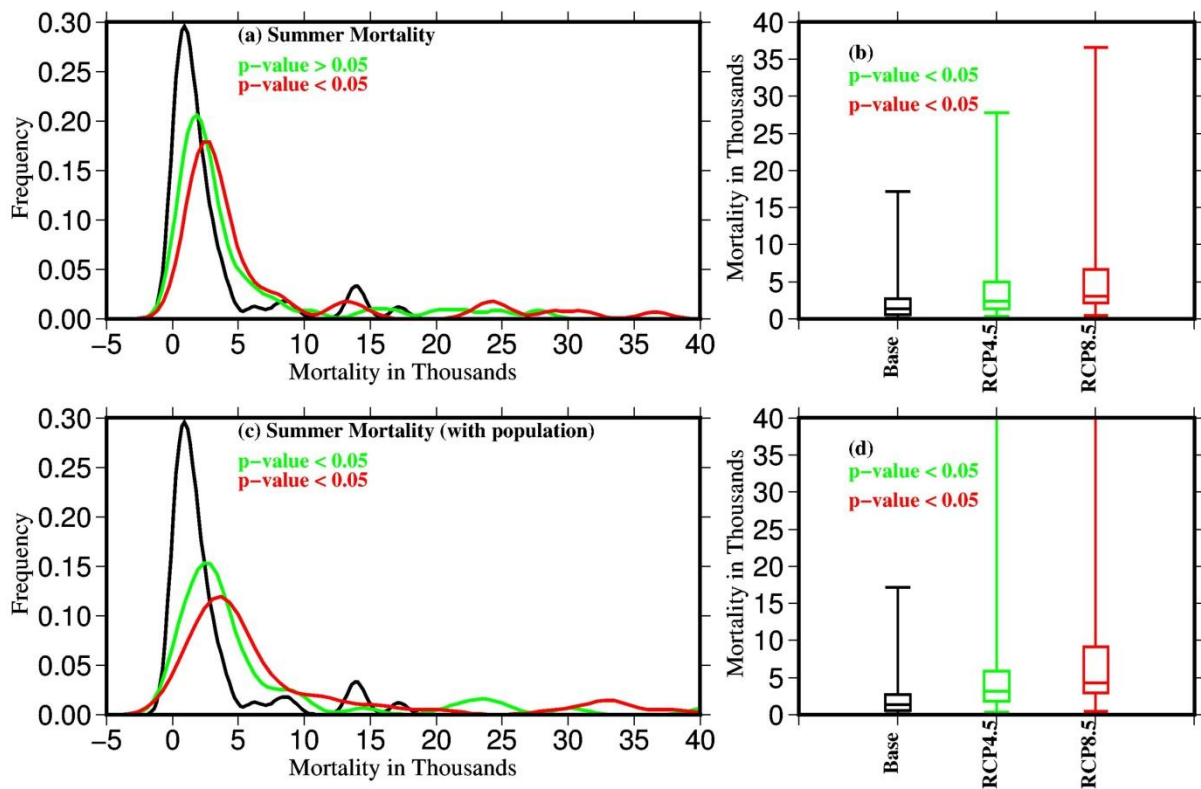 (a) Summer Mortality
p-value > 0.05
p-value < 0.05
Frequency
0.30
0.25
0.20
0.15
0.10
0.05
0.00
-5 0 5 10 15 20 25 30 35 40
Mortality in Thousands
(b)
p-value < 0.05
p-value < 0.05
Mortality in Thousands
40
35
30
25
20
15
10
5
0
Base RCP4.5 RCP8.5
(c) Summer Mortality (with population)
p-value < 0.05
p-value < 0.05
Frequency
0.30
0.25
0.20
0.15
0.10
0.05
0.00
-5 0 5 10 15 20 25 30 35 40
Mortality in Thousands
(d)
p-value < 0.05
p-value < 0.05
Mortality in Thousands
40
35
30
25
20
15
10
5
0
Base RCP4.5 RCP8.5